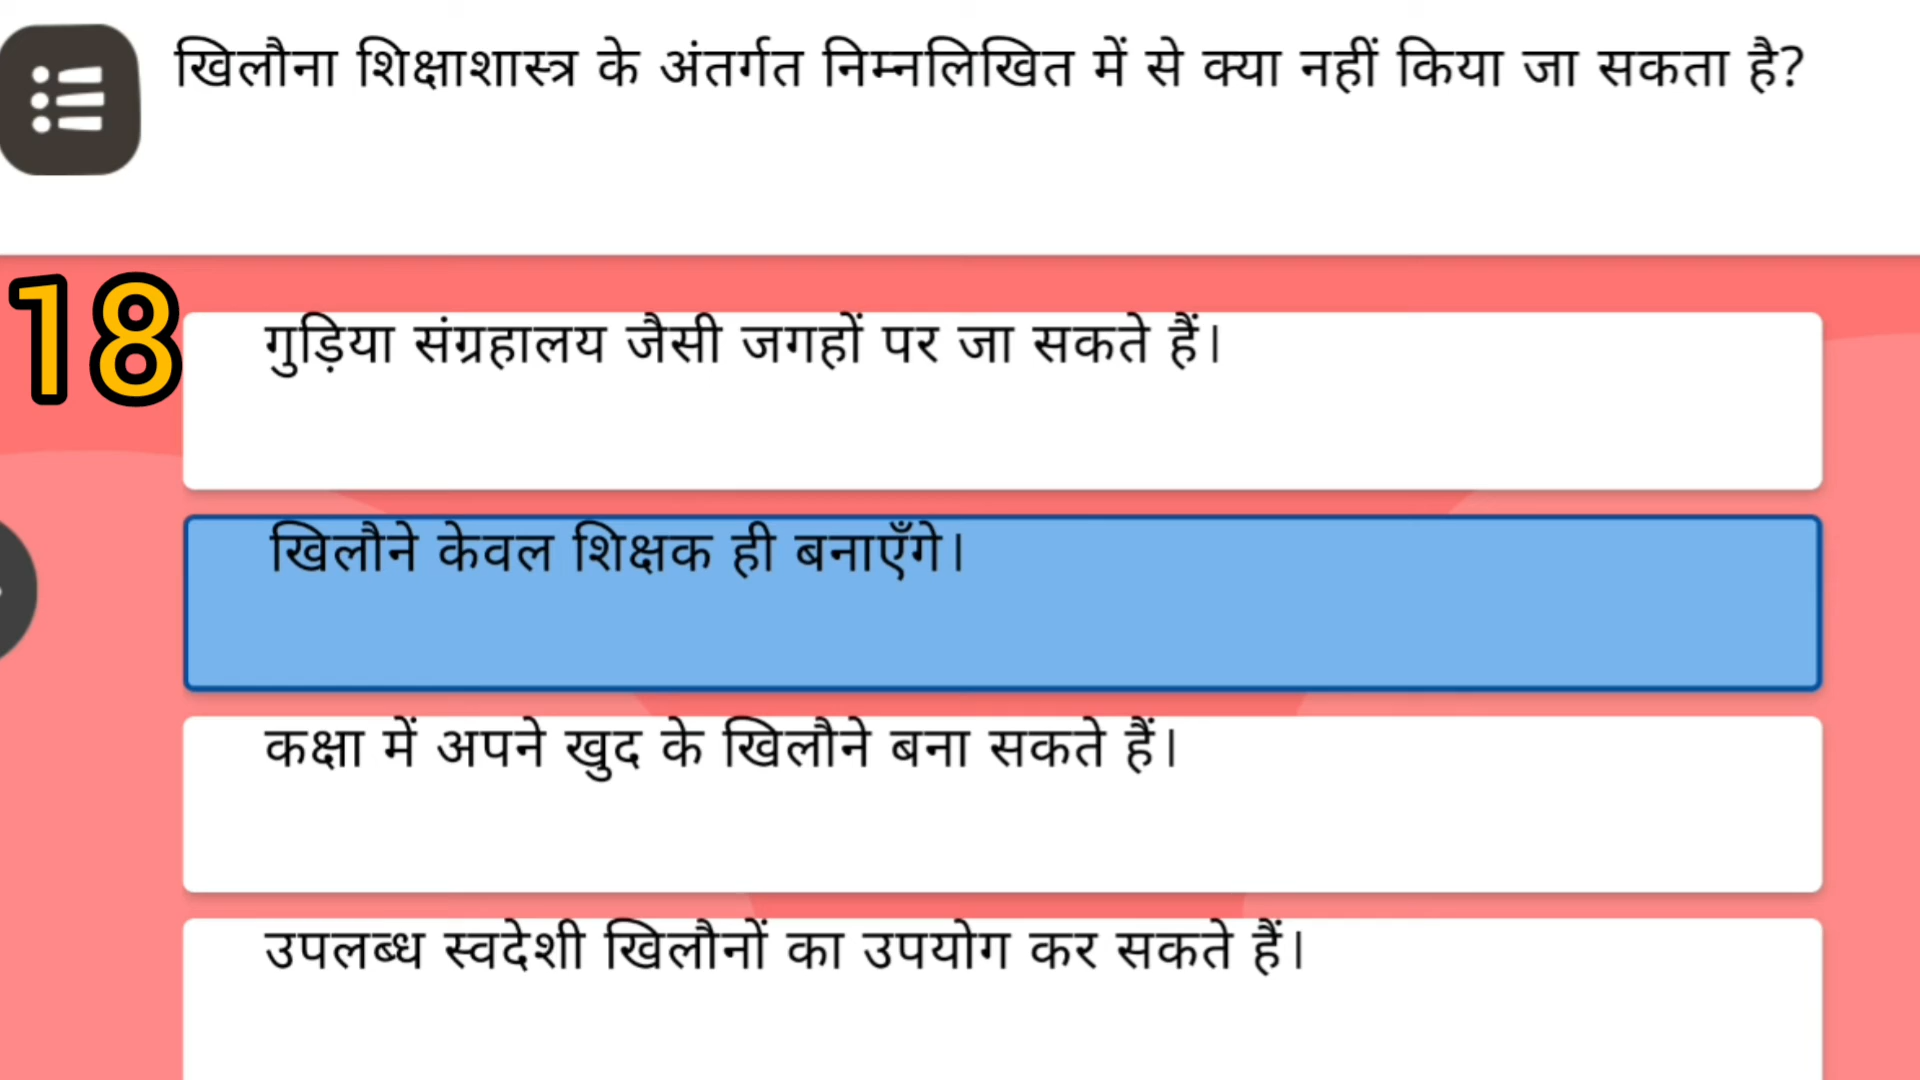 खिलौना शिक्षाशास्त्र के अंतर्गत निम्नलिखित में से क्या नहीं किया जा सकता है?
18
गुड़िया संग्रहालय जैसी जगहों पर जा सकते हैं।
खिलौने केवल शिक्षक ही बनाएँगे।
कक्षा में अपने खुद के खिलौने बना सकते हैं।
उपलब्ध स्वदेशी खिलौनों का उपयोग कर सकते हैं।